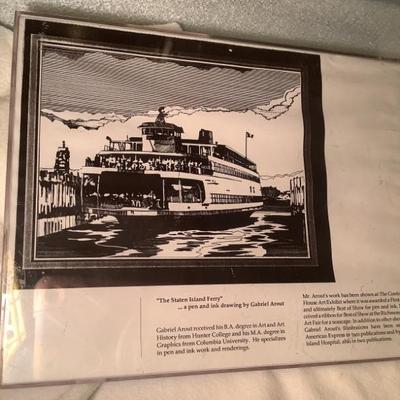 "The Staten Island Ferry"
... a pen and ink drawing by Gabriel Arout
Gabriel Arout received his B.A. degree in Art and Art
History from Hunter College and his M.A. degree in
Graphics from Columbia University. He specializes
in pen and ink work and renderings.
Mr. Arout's work has been shown at The
House Art Exhibit where it was awarded a First
and ultimately Best of Show for pen and ink.
ceived a ribbon for Best of Show at the
Art Fair for a seascape. In addition to other
Gabriel Arout's illustrations have been
American Express in two publications and
Island Hospital, also in two publications.